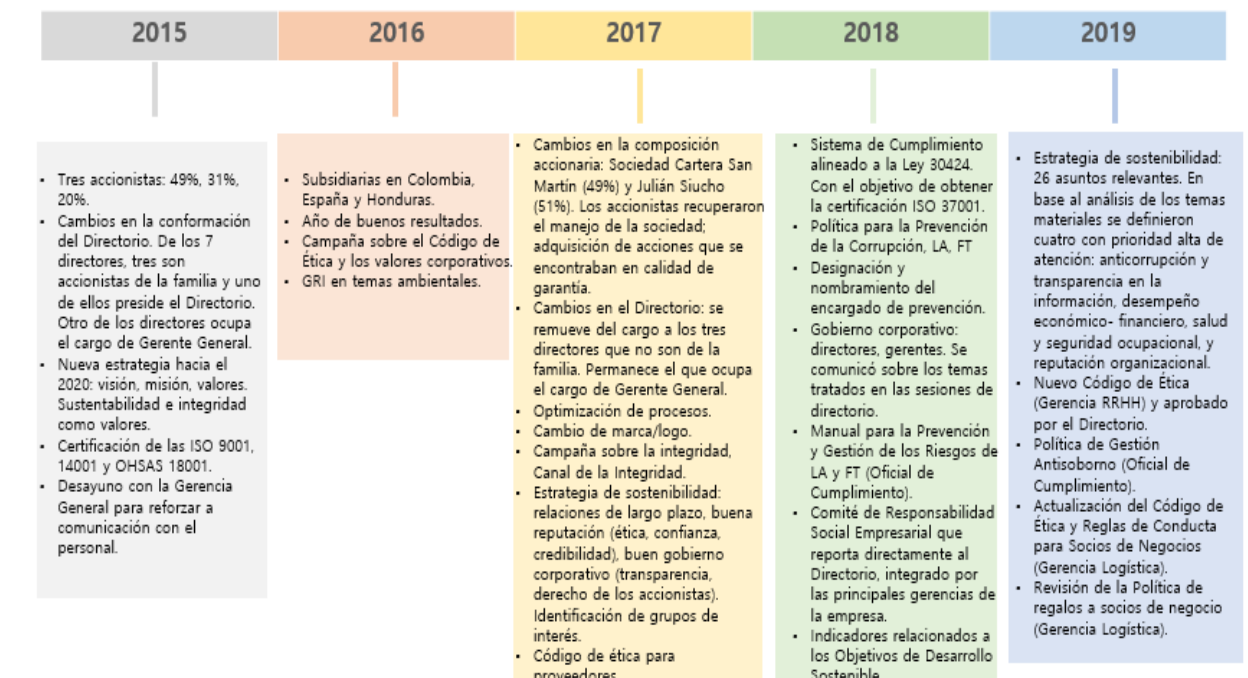 2015
2016
2017
2018
2019
▪ Tres accionistas: 49%, 31%,
20%.
▪ Cambios en la conformación
del Directorio. De los 7
directores, tres son
accionistas de la familia y uno
de ellos preside el Directorio.
Otro de los directores ocupa
el cargo de Gerente General.
▪ Nueva estrategia hacia el
2020: visión, misión, valores.
Sustentabilidad e integridad
como valores.
▪ Certificación de las ISO 9001,
14001 y OHSAS 18001.
▪ Desayuno con la Gerencia
General para reforzar a
comunicación con el
personal.
▪ Subsidiarias en Colombia,
España y Honduras.
▪ Año de buenos resultados.
▪ Campaña sobre el Código de
Ética y los valores corporativos.
▪ GRI en temas ambientales.
▪ Cambios en la composición
accionaria: Sociedad Cartera San
Martín (49%) y Julián Siucho
(51%). Los accionistas recuperaron
el manejo de la sociedad;
adquisición de acciones que se
encontraban en calidad de
garantía.
▪ Cambios en el Directorio: se
remueve del cargo a los tres
directores que no son de la
familia. Permanece el que ocupa
el cargo de Gerente General.
▪ Optimización de procesos.
▪ Cambio de marca/logo.
▪ Campaña sobre la integridad,
Canal de la Integridad.
▪ Estrategia de sostenibilidad:
relaciones de largo plazo, buena
reputación (ética, confianza,
credibilidad), buen gobierno
corporativo (transparencia,
derecho de los accionistas).
Identificación de grupos de
interés.
▪ Código de ética para
proveedores
▪ Sistema de Cumplimiento
alineado a la Ley 30424.
Con el objetivo de obtener
la certificación ISO 37001.
▪ Política para la Prevención
de la Corrupción, LA, FT
▪ Designación y
nombramiento del
encargado de prevención.
▪ Gobierno corporativo:
directores, gerentes. Se
comunicó sobre los temas
tratados en las sesiones de
directorio.
▪ Manual para la Prevención
y Gestión de los Riesgos de
LA y FT (Oficial de
Cumplimiento).
▪ Comité de Responsabilidad
Social Empresarial que
reporta directamente al
Directorio, integrado por
las principales gerencias de
la empresa.
▪ Indicadores relacionados a
los Objetivos de Desarrollo
Sostenible
▪ Estrategia de sostenibilidad:
26 asuntos relevantes. En
base al análisis de los temas
materiales se definieron
cuatro con prioridad alta de
atención: anticorrupción y
transparencia en la
información, desempeño
económico- financiero, salud
y seguridad ocupacional, y
reputación organizacional.
▪ Nuevo Código de Ética
(Gerencia RRHH) y aprobado
por el Directorio.
▪ Política de Gestión
Antisoborno (Oficial de
Cumplimiento).
▪ Actualización del Código de
Ética y Reglas de Conducta
para Socios de Negocios
(Gerencia Logística).
▪ Revisión de la Política de
regalos a socios de negocio
(Gerencia Logística).